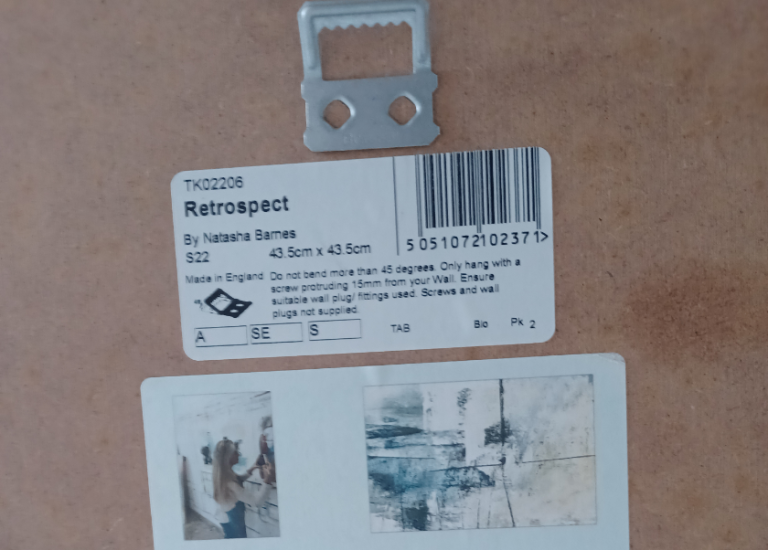 TK02206
Retrospect
By Natasha Barnes
S22 43.5cm x 43.5cm
5 051072102371>
Made in England Do not bend more than 45 degrees. Only hang with a
screw protruding 15mm from your Wall. Ensure
suitable wall plug/ fittings used. Screws and wall
plugs not supplied.
A SE S TAB Bio Pk 2